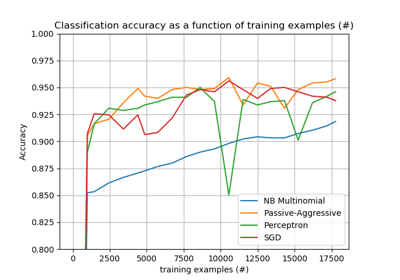 Classification accuracy as a function of training examples (#)
1.000
0.975
0.950
0.925
0.900
0.875
0.850
0.825
0.800
Accuracy
0 2500 5000 7500 10000 12500 15000 17500
training examples (#)
NB Multinomial
Passive-Aggressive
Perceptron
SGD